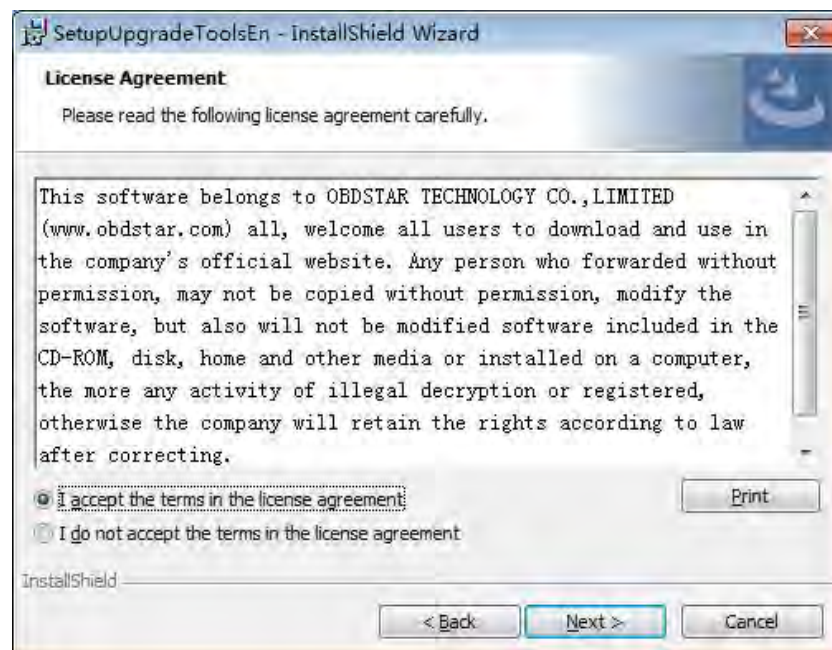 SetupUpgradeToolsEn - InstallShield Wizard
License Agreement
Please read the following license agreement carefully.
This software belongs to OBDSTAR TECHNOLOGY CO.,LIMITED
(www.obdstar.com) all, welcome all users to download and use in
the company's official website. Any person who forwarded without
permission, may not be copied without permission, modify the
software, but also will not be modified software included in the
CD-ROM, disk, home and other media or installed on a computer,
the more any activity of illegal decryption or registered,
otherwise the company will retain the rights according to law
after correcting.
I accept the terms in the license agreement
Print
I do not accept the terms in the license agreement
InstallShield
< Back Next > Cancel